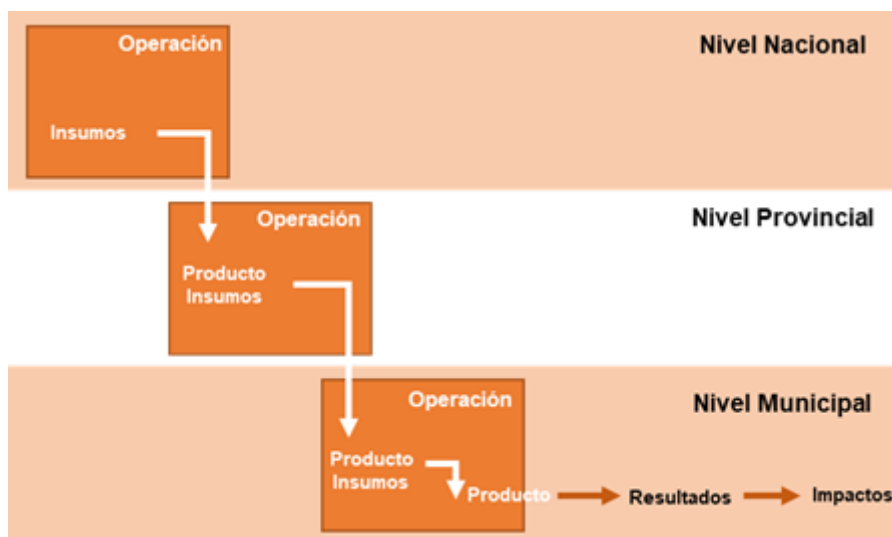 Operación
Nivel Nacional
Insumos
Operación
Nivel Provincial
Producto
Insumos
Operación
Nivel Municipal
Producto
Insumos
Producto
Resultados
Impactos